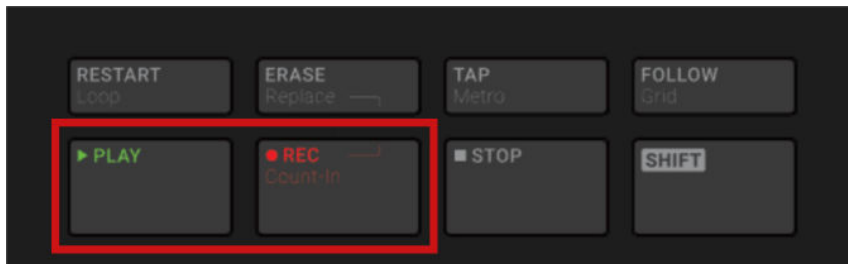 RESTART
Loop
ERASE
Replace
TAP
Metro
FOLLOW
Grid
PLAY
REC
Count-In
STOP
SHIFT